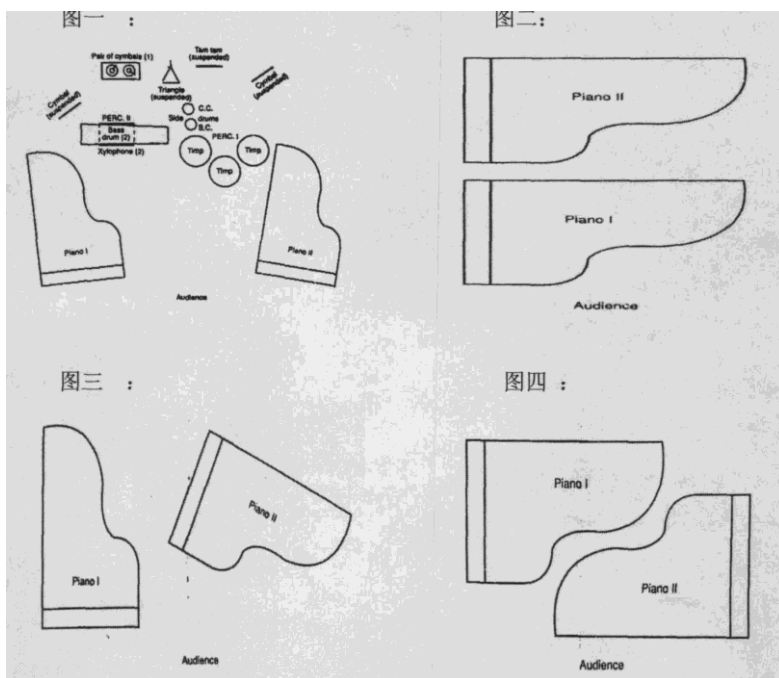 图一 :
Pair of cymbals (1)
Tam tam
(suspended)
Triangle
(suspended)
Cymbal
(suspended)
Cymbal
(suspended)
C.C.
Side drums
S.C.
PERC. II
Bass
drum (2)
Xylophone (2)
PERC. I
Timp
Timp
Timp
Piano I
Piano II
Audience
图二:
Piano II
Piano I
Audience
图三 :
Piano I
Piano II
Audience
图四 :
Piano I
Piano II
Audience